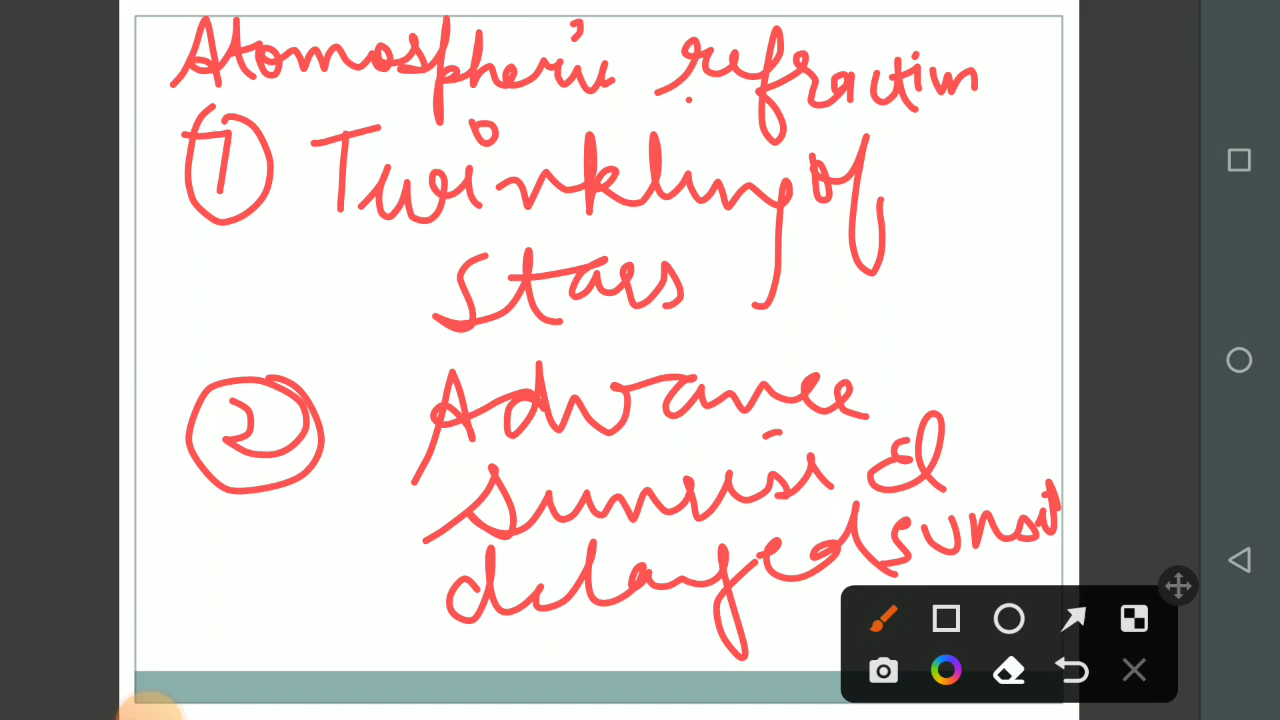 Atomospheric refraction
① Twinkling of
stars
② Advance
sunrise &
delayed sunset